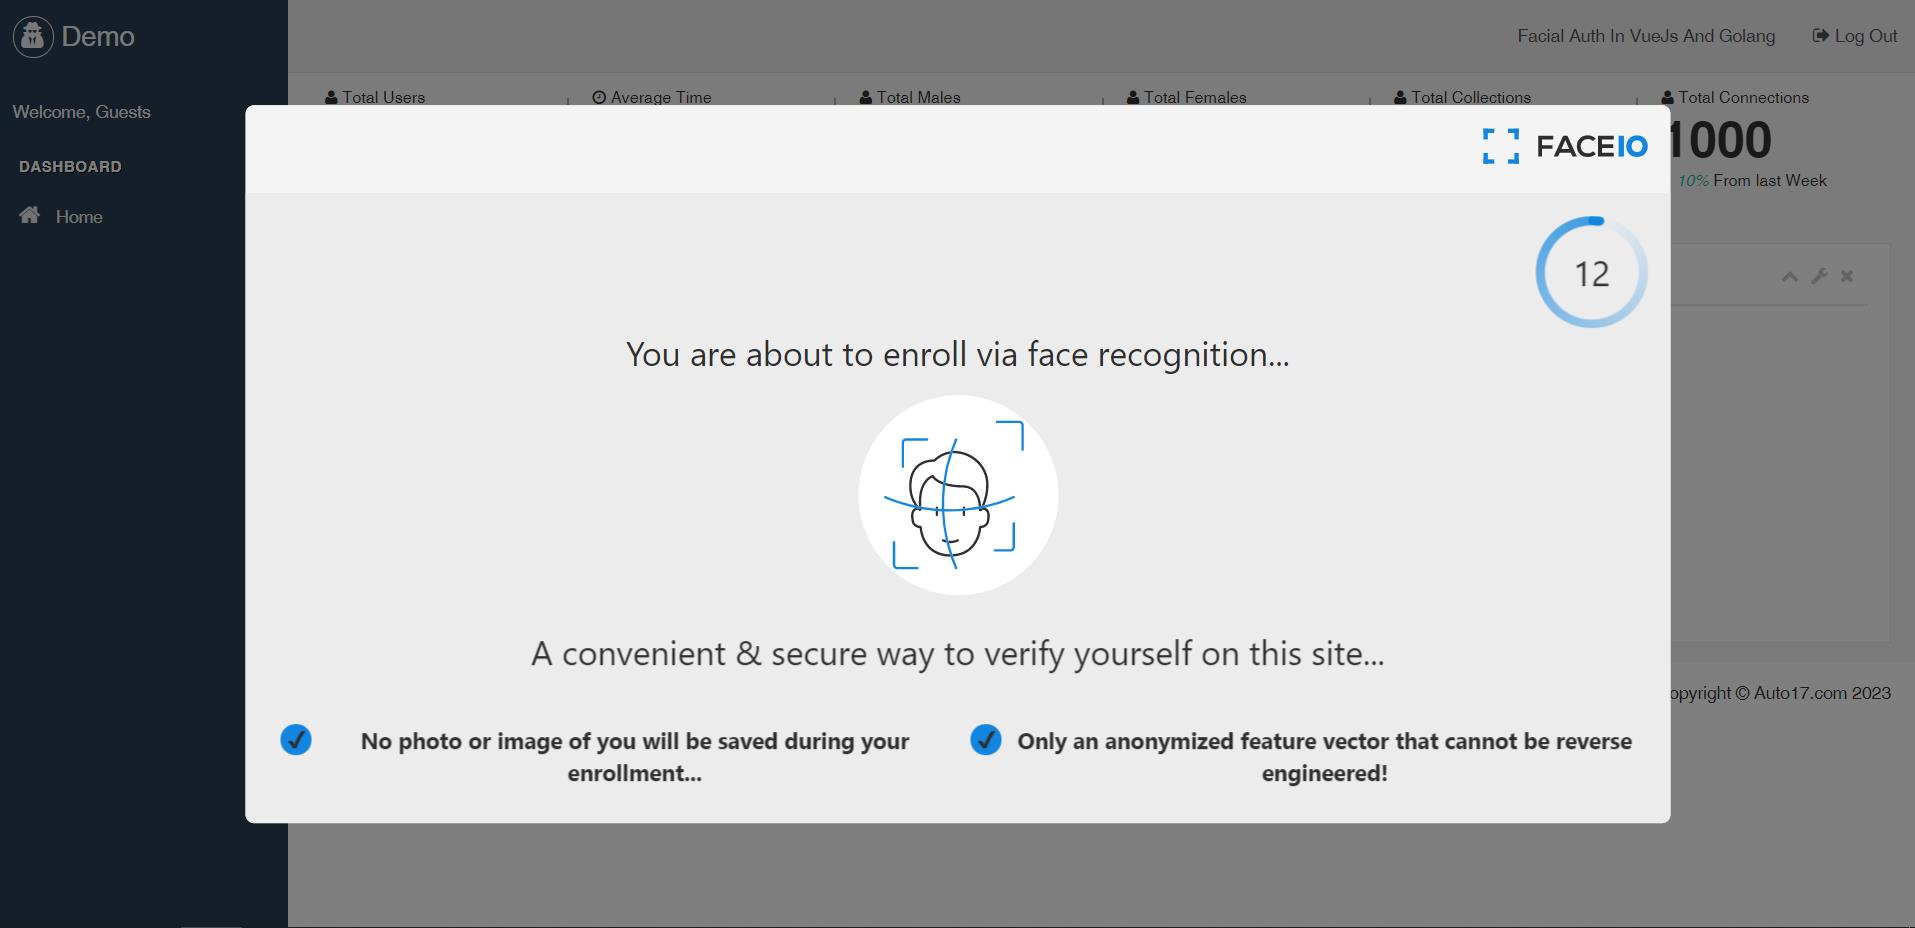 Demo
Facial Auth In VueJs And Golang
Log Out
Welcome, Guests
DASHBOARD
Home
Total Users
Average Time
Total Males
Total Females
Total Collections
Total Connections
1000
10% From last Week
FACEIO
12
You are about to enroll via face recognition...
A convenient & secure way to verify yourself on this site...
No photo or image of you will be saved during your
enrollment...
Only an anonymized feature vector that cannot be reverse
engineered!
opyright © Auto17.com 2023